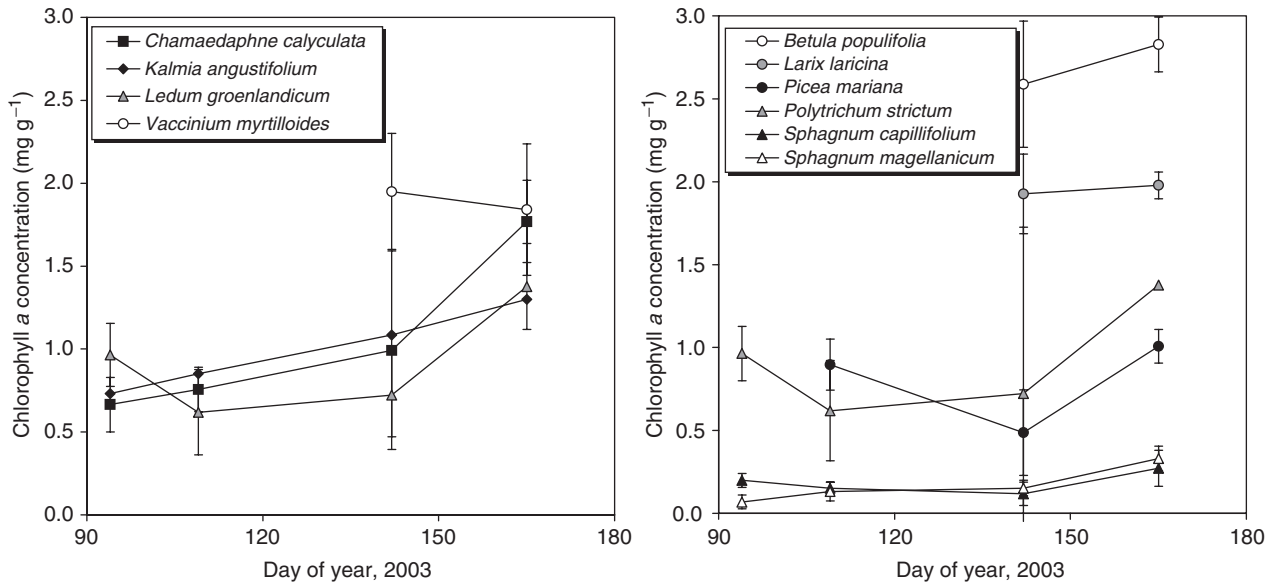 Chlorophyll a concentration (mg g−1)
3.0
2.5
2.0
1.5
1.0
0.5
0.0
Chamaedaphne calyculata
Kalmia angustifolium
Ledum groenlandicum
Vaccinium myrtilloides
90
120
150
180
Day of year, 2003
Chlorophyll a concentration (mg g−1)
3.0
2.5
2.0
1.5
1.0
0.5
0.0
Betula populifolia
Larix laricina
Picea mariana
Polytrichum strictum
Sphagnum capillifolium
Sphagnum magellanicum
90
120
150
180
Day of year, 2003